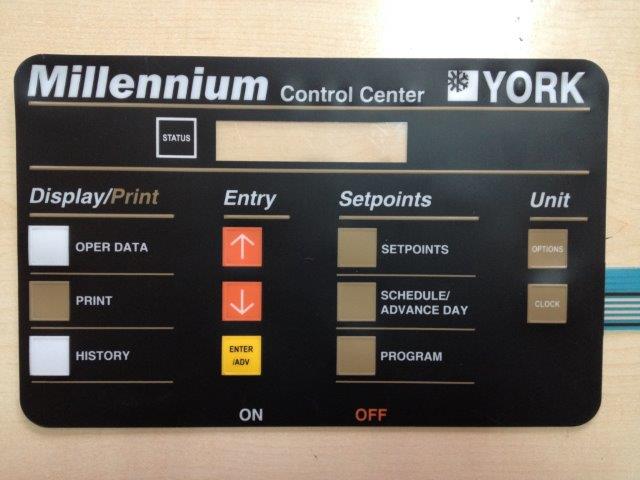 Millennium Control Center YORK
STATUS
Display/Print Entry Setpoints Unit
OPER DATA SETPOINTS OPTIONS
PRINT SCHEDULE/
ADVANCE DAY CLOCK
HISTORY ENTER
/ADV PROGRAM
ON OFF